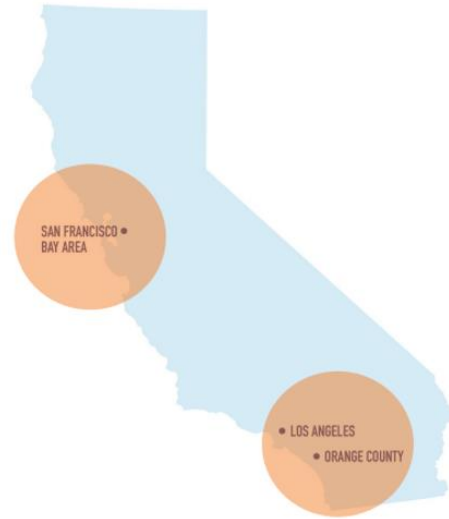 SAN FRANCISCO
BAY AREA
LOS ANGELES
ORANGE COUNTY